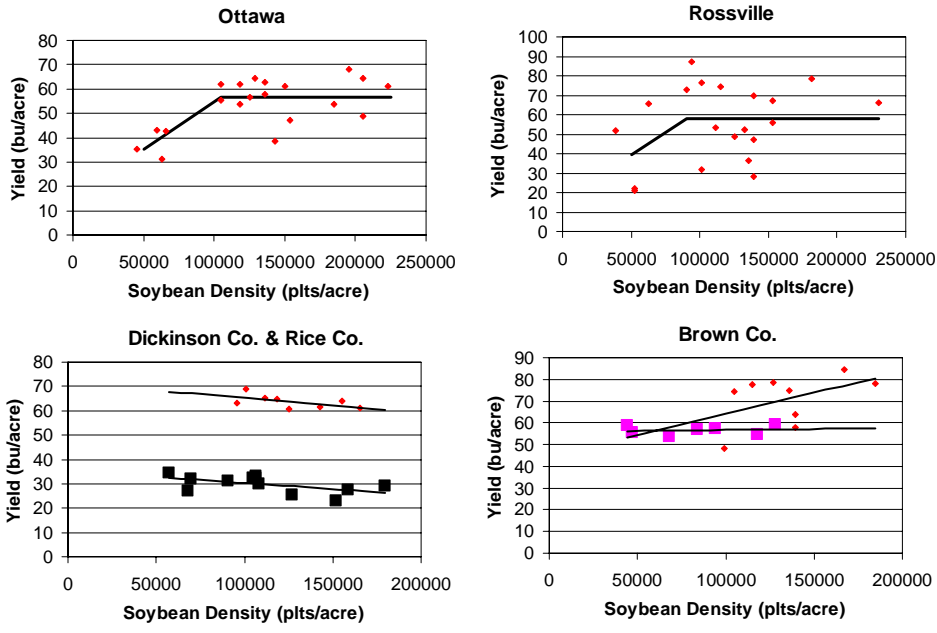 Ottawa
Yield (bu/acre)
80
70
60
50
40
30
20
10
0
0 50000 100000 150000 200000 250000
Soybean Density (plts/acre)
Rossville
Yield (bu/acre)
100
90
80
70
60
50
40
30
20
10
0
0 50000 100000 150000 200000 250000
Soybean Density (plts/acre)
Dickinson Co. & Rice Co.
Yield (bu/acre)
80
70
60
50
40
30
20
10
0
0 50000 100000 150000 200000
Soybean Density (plts/acre)
Brown Co.
Yield (bu/acre)
90
80
70
60
50
40
30
20
10
0
0 50000 100000 150000 200000
Soybean Density (plts/acre)